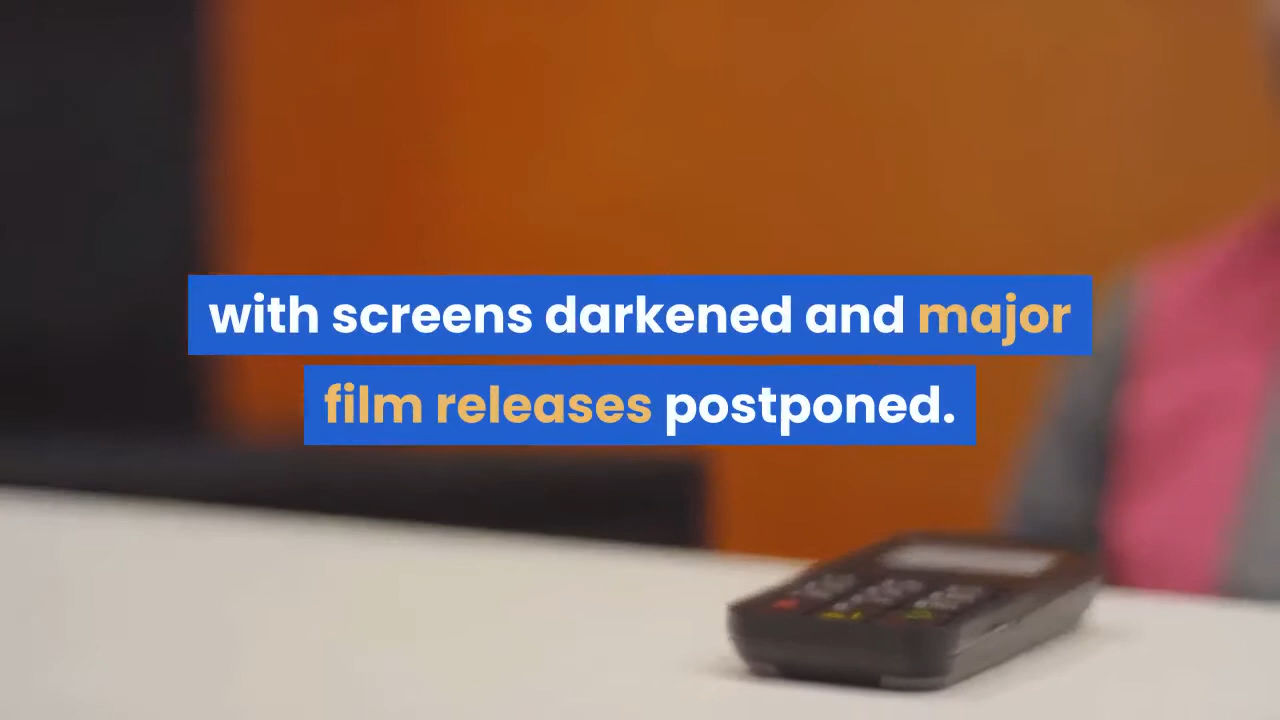 with screens darkened and major
film releases postponed.